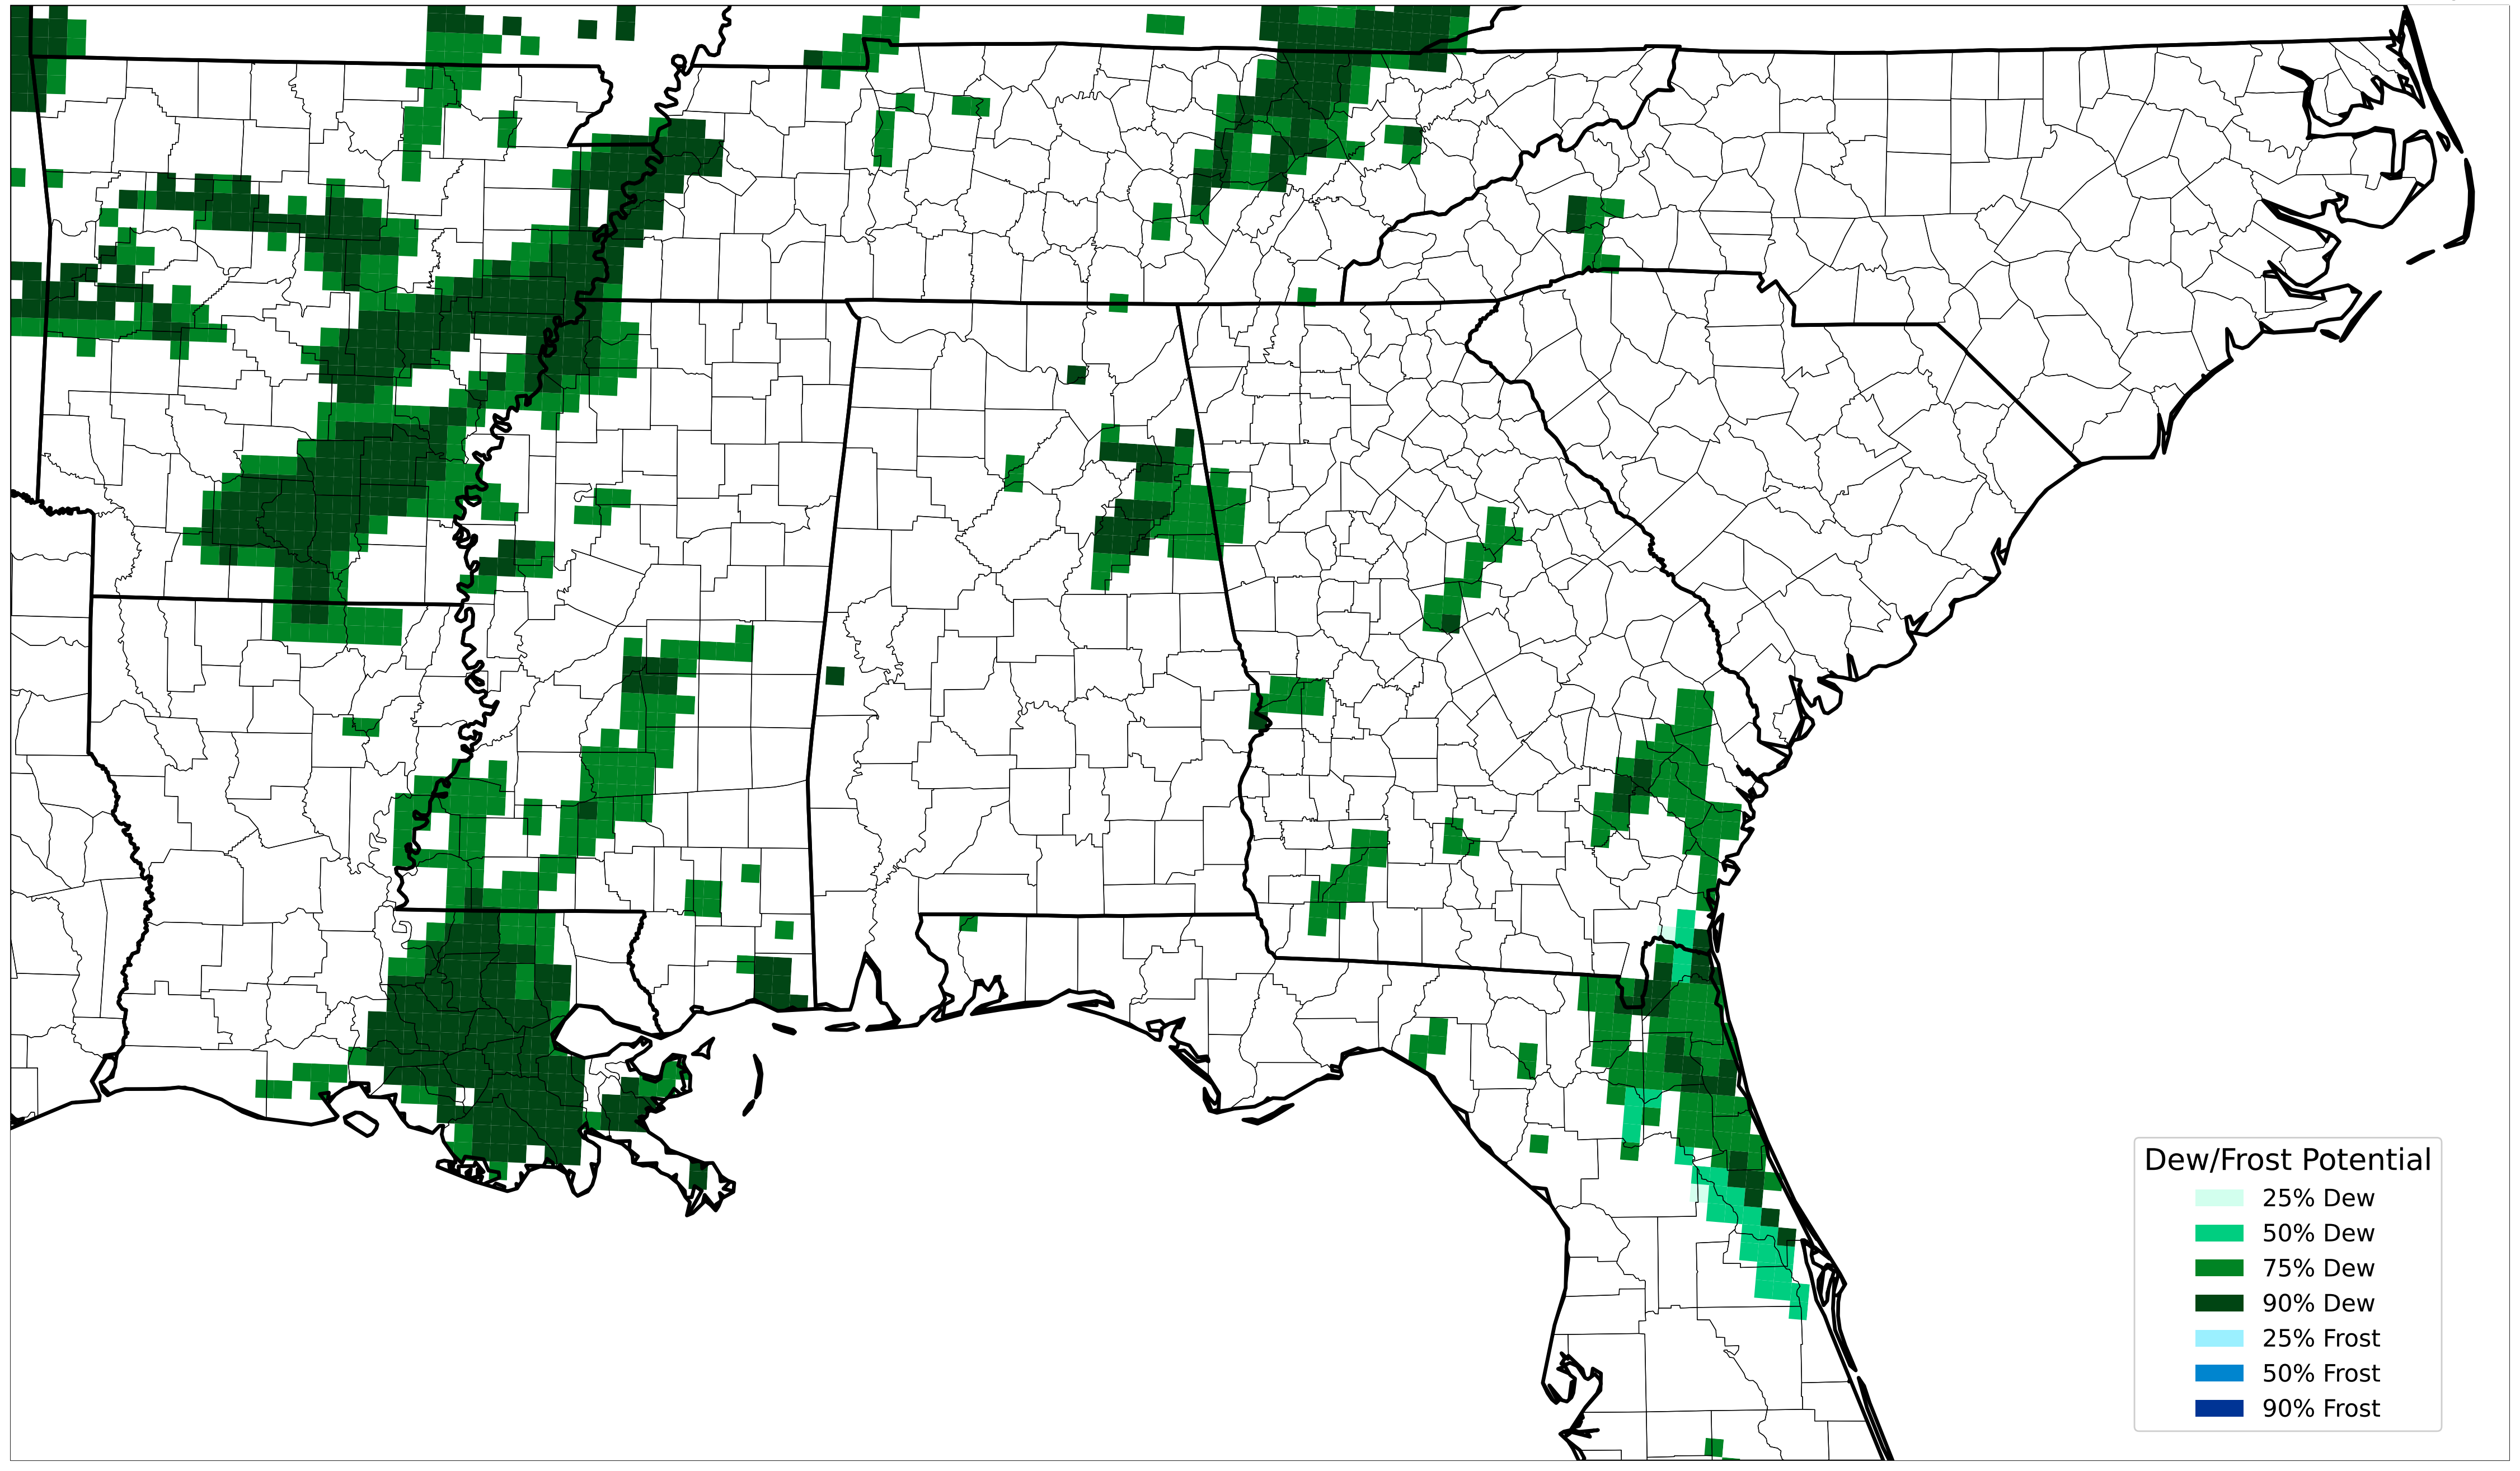 Dew/Frost Potential
25% Dew
50% Dew
75% Dew
90% Dew
25% Frost
50% Frost
90% Frost